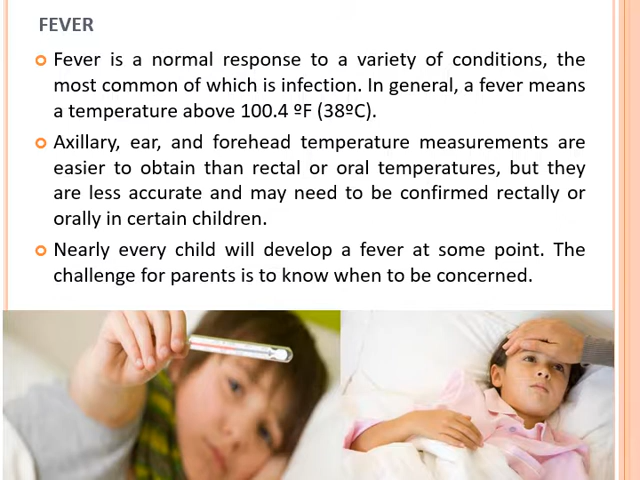 FEVER
Fever is a normal response to a variety of conditions, the
most common of which is infection. In general, a fever means
a temperature above 100.4 ºF (38ºC).
Axillary, ear, and forehead temperature measurements are
easier to obtain than rectal or oral temperatures, but they
are less accurate and may need to be confirmed rectally or
orally in certain children.
Nearly every child will develop a fever at some point. The
challenge for parents is to know when to be concerned.